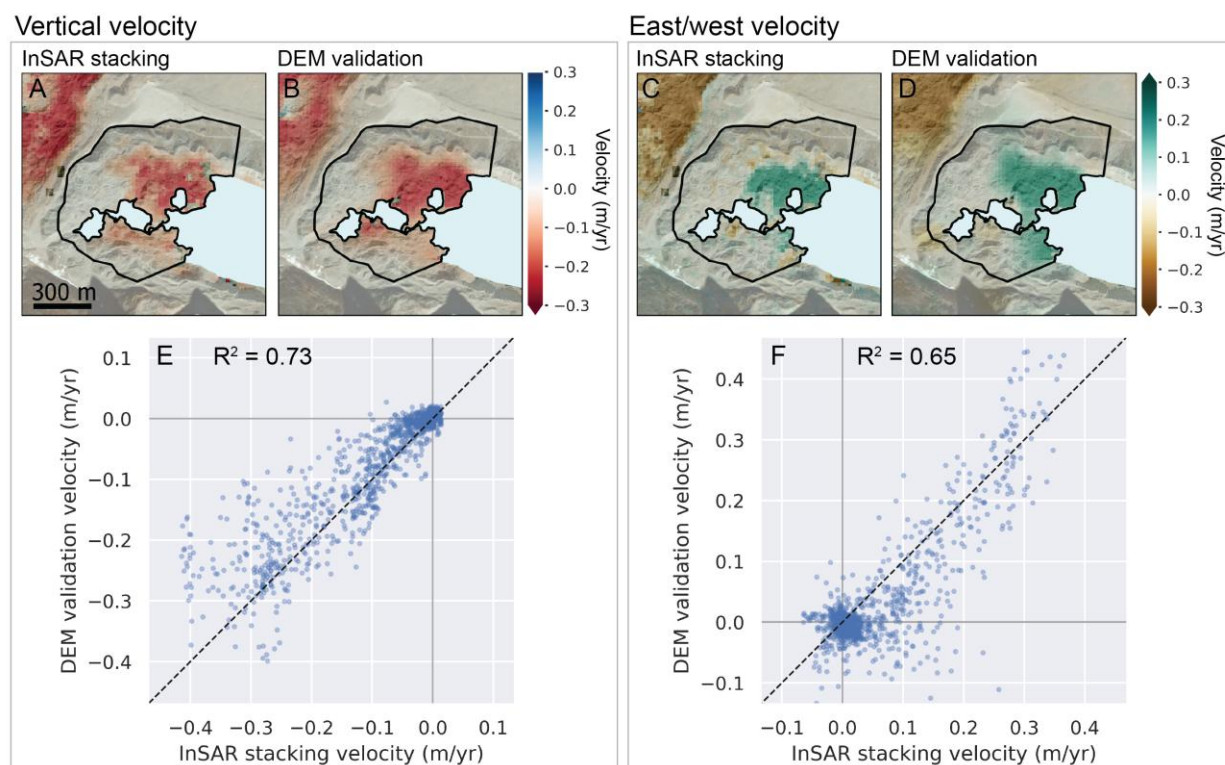 Vertical velocity
InSAR stacking
DEM validation
A
B
300 m
0.3
0.2
0.1
0.0
−0.1
−0.2
−0.3
Velocity (m/yr)
E
R² = 0.73
0.1
0.0
−0.1
−0.2
−0.3
−0.4
DEM validation velocity (m/yr)
−0.4
−0.3
−0.2
−0.1
0.0
0.1
InSAR stacking velocity (m/yr)
East/west velocity
InSAR stacking
DEM validation
C
D
0.3
0.2
0.1
0.0
−0.1
−0.2
−0.3
Velocity (m/yr)
F
R² = 0.65
0.4
0.3
0.2
0.1
0.0
−0.1
DEM validation velocity (m/yr)
−0.1
0.0
0.1
0.2
0.3
0.4
InSAR stacking velocity (m/yr)